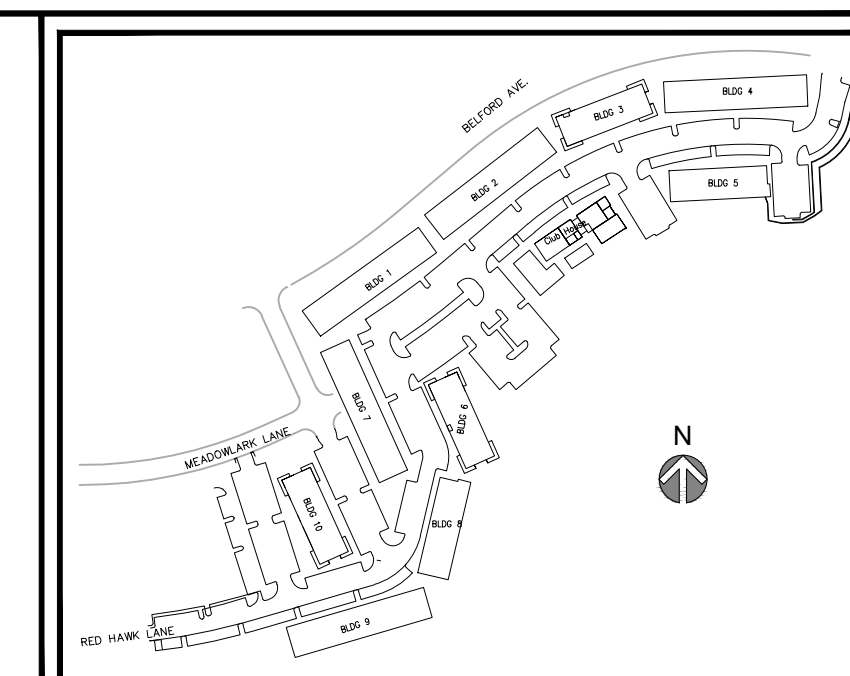 BELFORD AVE.
BLDG 4
BLDG 3
BLDG 5
BLDG 2
Club House
BLDG 1
BLDG 7
BLDG 6
N
MEADOWLARK LANE
BLDG 10
BLDG 8
BLDG 9
RED HAWK LANE